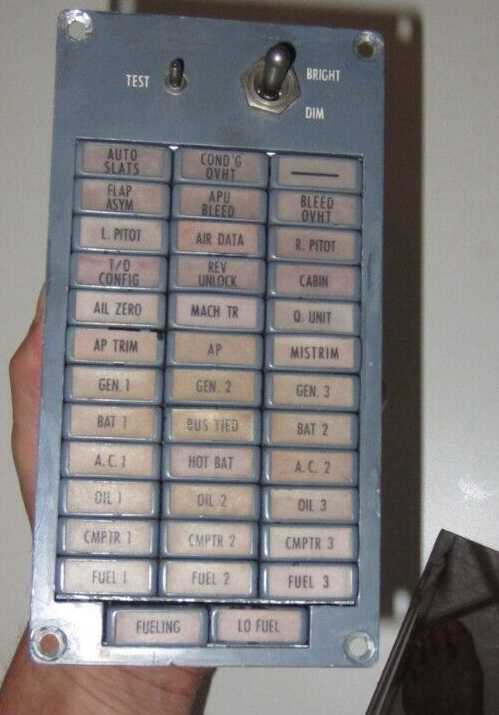 TEST
BRIGHT
DIM
AUTO SLATS
COND'G OVHT
FLAP ASYM
APU BLEED
BLEED OVHT
L. PITOT
AIR DATA
R. PITOT
T/O CONFIG
REV UNLOCK
CABIN
AIL ZERO
MACH TR
Q. UNIT
AP TRIM
AP
MISTRIM
GEN. 1
GEN. 2
GEN. 3
BAT 1
BUS TIED
BAT 2
A.C. 1
HOT BAT
A.C. 2
OIL 1
OIL 2
OIL 3
CMPTR 1
CMPTR 2
CMPTR 3
FUEL 1
FUEL 2
FUEL 3
FUELING
LO FUEL